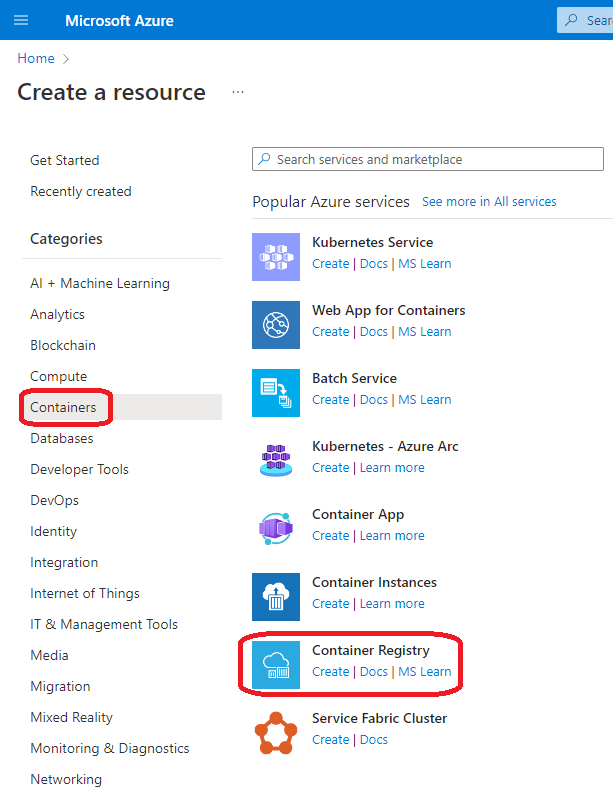 Microsoft Azure
Sear
Home
Create a resource ...
Get Started
Recently created
Categories
AI + Machine Learning
Analytics
Blockchain
Compute
Containers
Databases
Developer Tools
DevOps
Identity
Integration
Internet of Things
IT & Management Tools
Media
Migration
Mixed Reality
Monitoring & Diagnostics
Networking
Search services and marketplace
Popular Azure services See more in All services
Kubernetes Service
Create | Docs | MS Learn
Web App for Containers
Create | Docs | MS Learn
Batch Service
Create | Docs | MS Learn
Kubernetes - Azure Arc
Create | Learn more
Container App
Create | Learn more
Container Instances
Create | Learn more
Container Registry
Create | Docs | MS Learn
Service Fabric Cluster
Create | Docs